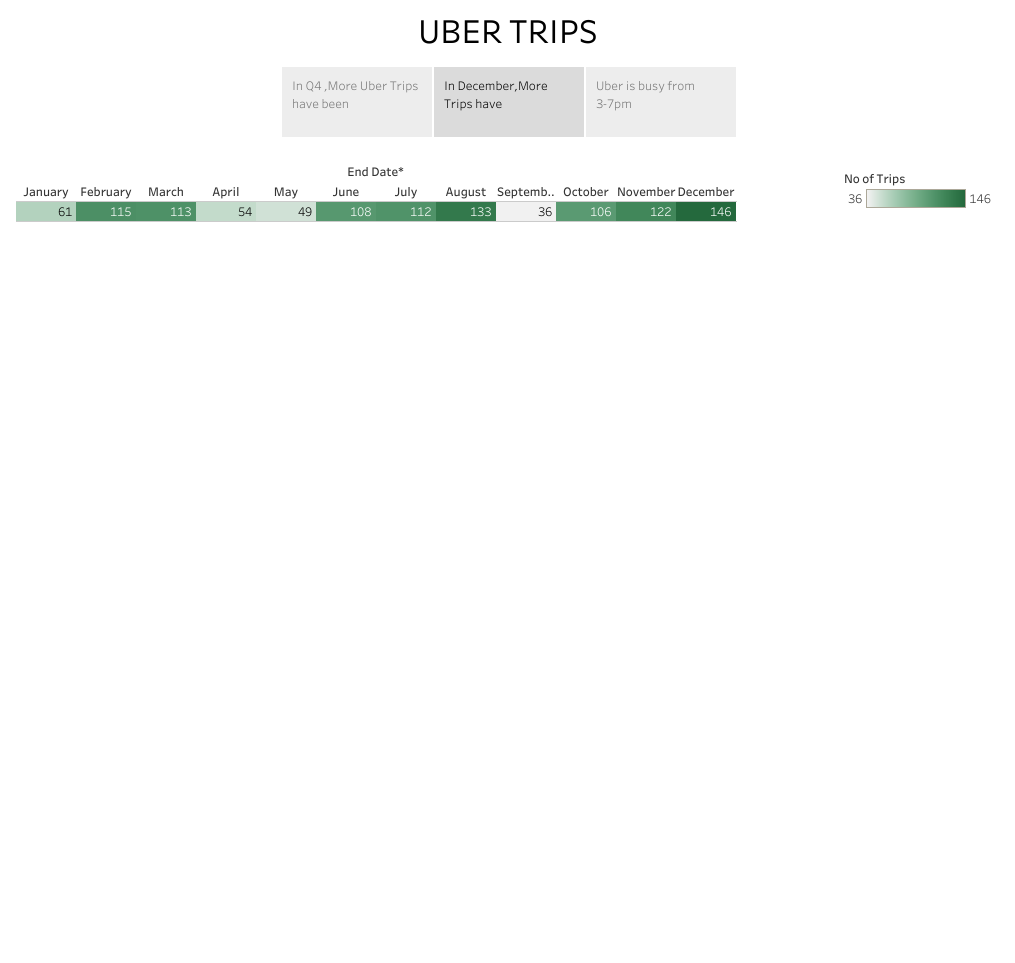 UBER TRIPS
In Q4 ,More Uber Trips
have been
In December,More
Trips have
Uber is busy from
3-7pm
End Date*
January February March April May June July August Septemb.. October November December
61 115 113 54 49 108 112 133 36 106 122 146
No of Trips
36 146